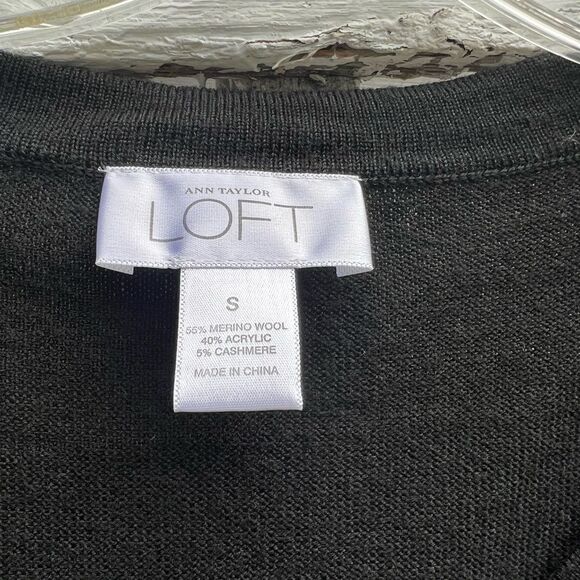 ANN TAYLOR
LOFT
S
55% MERINO WOOL
40% ACRYLIC
5% CASHMERE
MADE IN CHINA